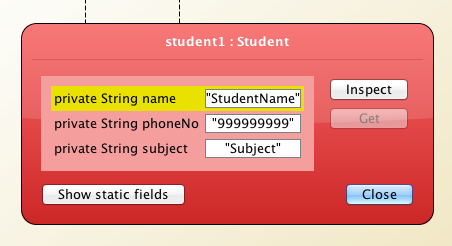 student1 : Student
private String name "StudentName"
Inspect
private String phoneNo "999999999"
Get
private String subject "Subject"
Show static fields
Close